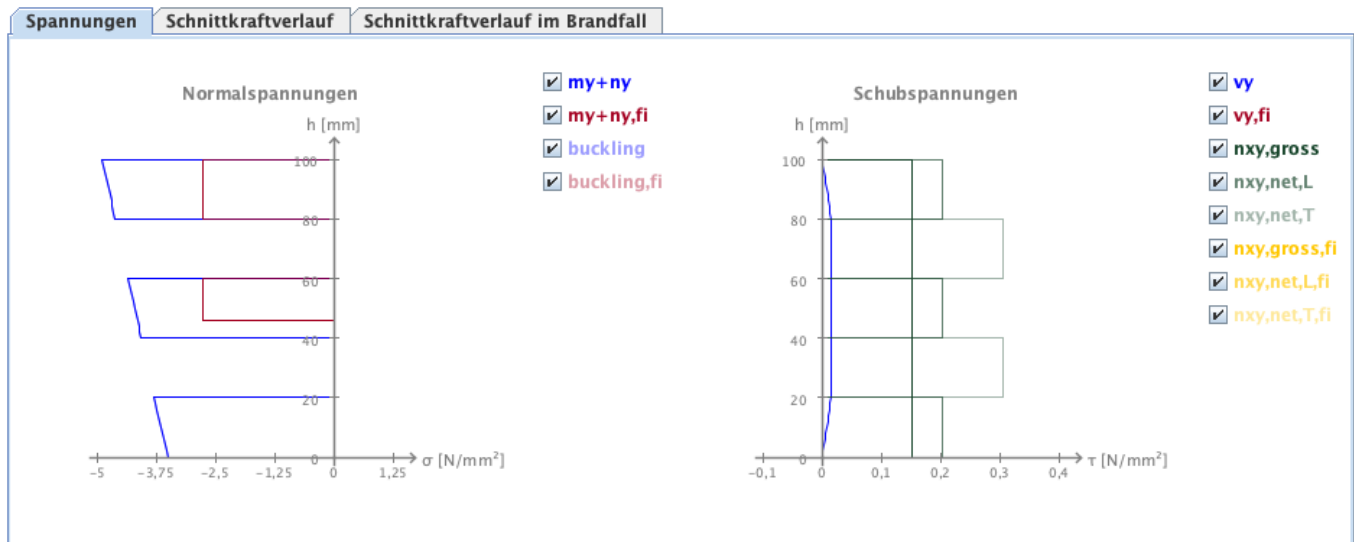 Spannungen Schnittkraftverlauf Schnittkraftverlauf im Brandfall
Normalspannungen
h [mm]
100
80
60
40
20
0
-5 -3,75 -2,5 -1,25 0 1,25
σ [N/mm²]
my+ny
my+ny,fi
buckling
buckling,fi
Schubspannungen
h [mm]
100
80
60
40
20
0
-0,1 0 0,1 0,2 0,3 0,4
τ [N/mm²]
vy
vy,fi
nxy,gross
nxy,net,L
nxy,net,T
nxy,gross,fi
nxy,net,L,fi
nxy,net,T,fi